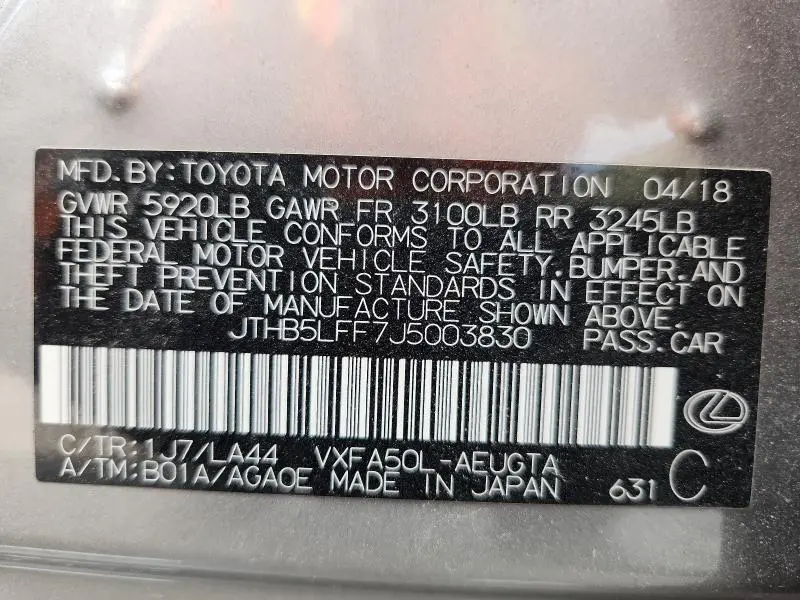 MFD.BY:TOYOTA MOTOR CORPORATION 04/18
GVWR 5920LB GAWR FR 3100LB RR 3245LB
THIS VEHICLE CONFORMS TO ALL APPLICABLE
FEDERAL MOTOR VEHICLE SAFETY.BUMPER.AND
THEFT PREVENTION STANDARDS IN EFFECT ON
THE DATE OF MANUFACTURE SHOWN ABOVE.
JTHB5LFF7J5003830 PASS.CAR
C/TR:1J7/LA44 VXFA50L-AEUGTA
A/TM:B01A/AGA0E MADE IN JAPAN 631 C